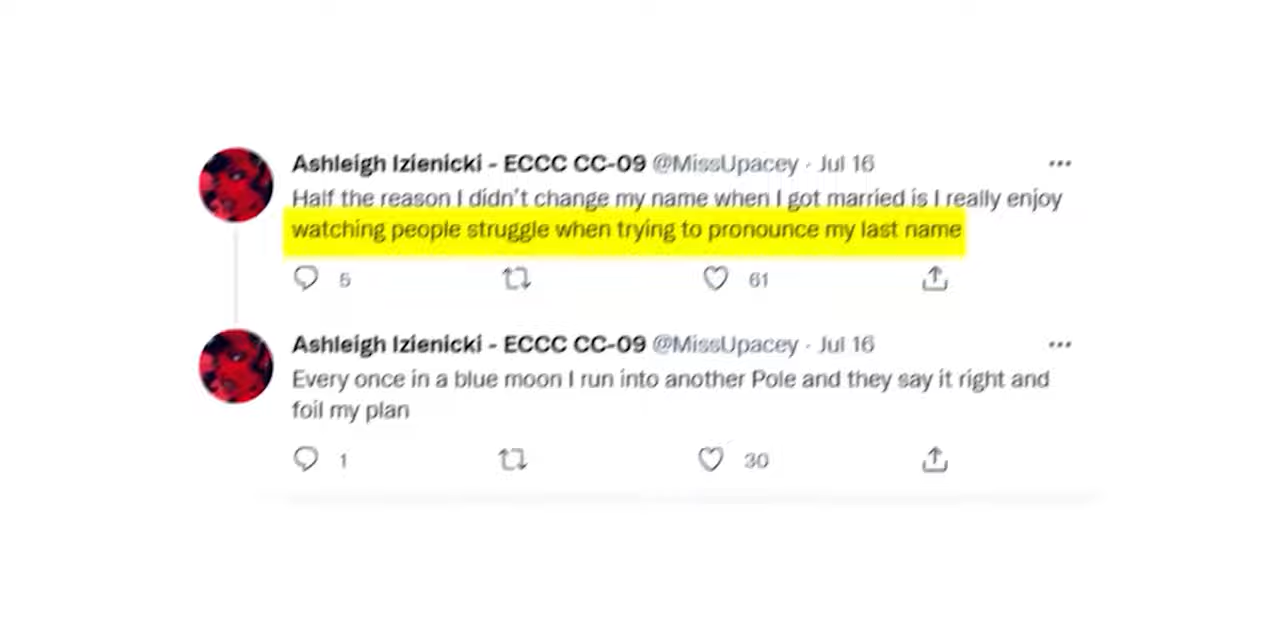 Ashleigh Izienicki - ECCC CC-09 @MissUpacey · Jul 16
Half the reason I didn't change my name when I got married is I really enjoy
watching people struggle when trying to pronounce my last name
5 61
Ashleigh Izienicki - ECCC CC-09 @MissUpacey · Jul 16
Every once in a blue moon I run into another Pole and they say it right and
foil my plan
1 30